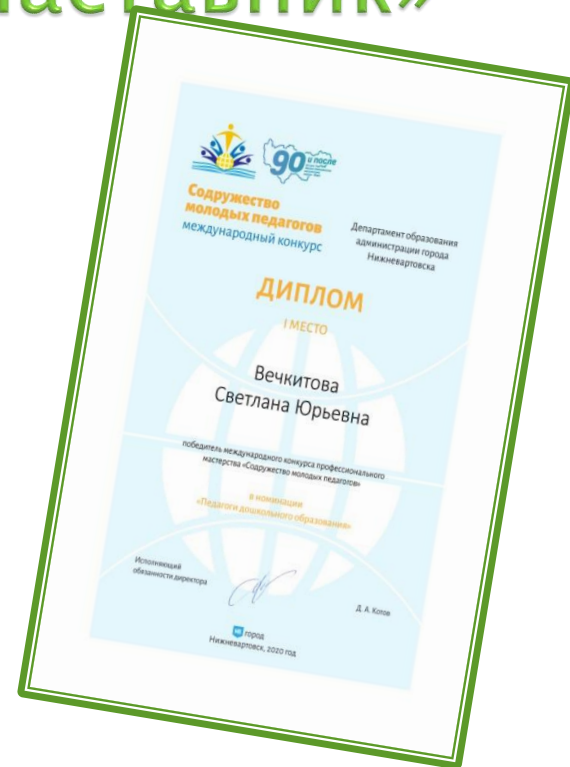 наставник»
90 и после
Содружество
молодых педагогов
международный конкурс
Департамент образования
администрации города
Нижневартовска
ДИПЛОМ
I МЕСТО
Вечкитова
Светлана Юрьевна
победитель международного конкурса профессионального
мастерства «Содружество молодых педагогов»
в номинации
«Педагоги дошкольного образования»
Исполняющий
обязанности директора
Д. А. Котов
город
Нижневартовск, 2020 год